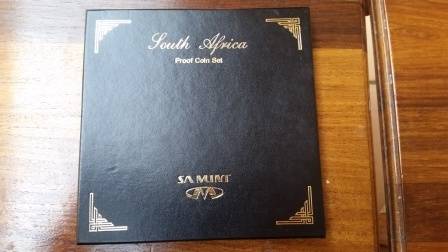 South Africa
Proof Coin Set
SA MINT